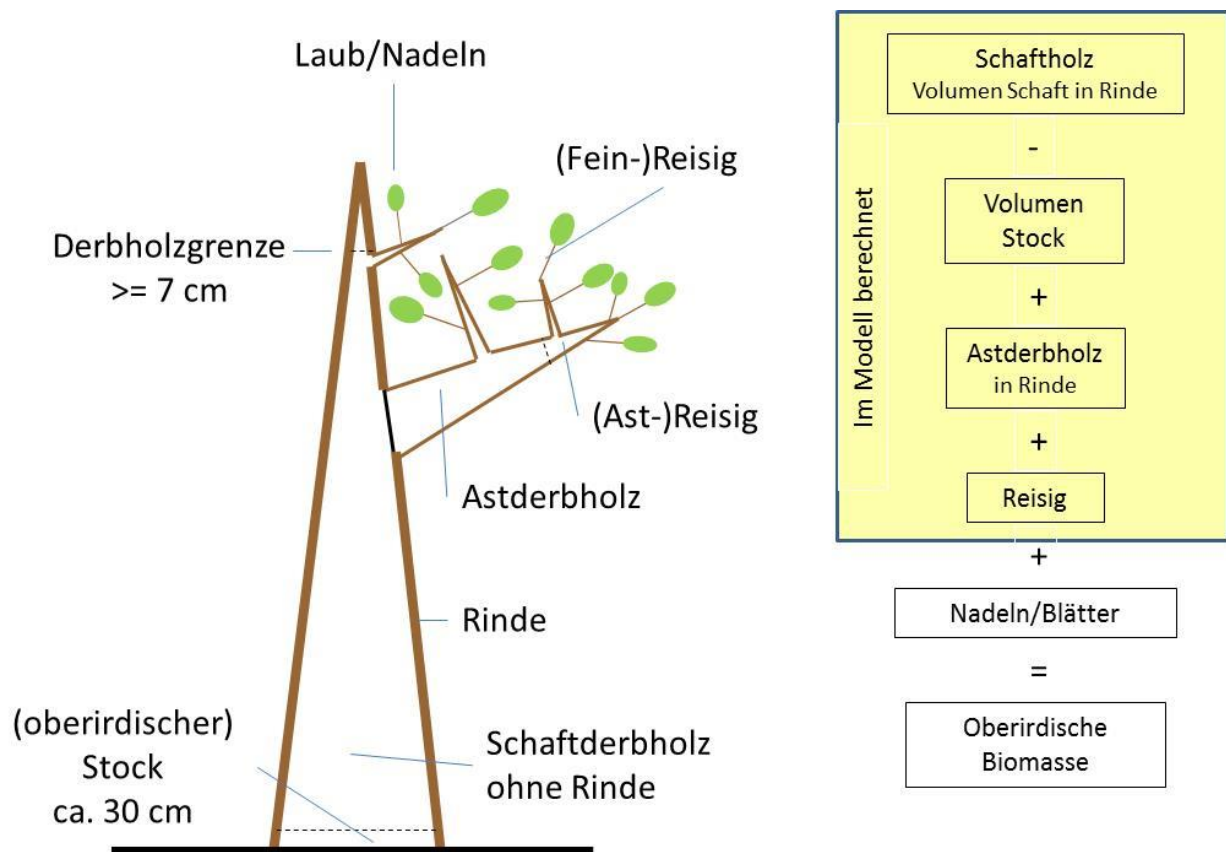 Laub/Nadeln
(Fein-)Reisig
Derbholzgrenze
>= 7 cm
(Ast-)Reisig
Astderbholz
Rinde
(oberirdischer)
Stock
ca. 30 cm
Schaftderbholz
ohne Rinde
Im Modell berechnet
Schaftholz
Volumen Schaft in Rinde
-
Volumen
Stock
+
Astderbholz
in Rinde
+
Reisig
+
Nadeln/Blätter
=
Oberirdische
Biomasse